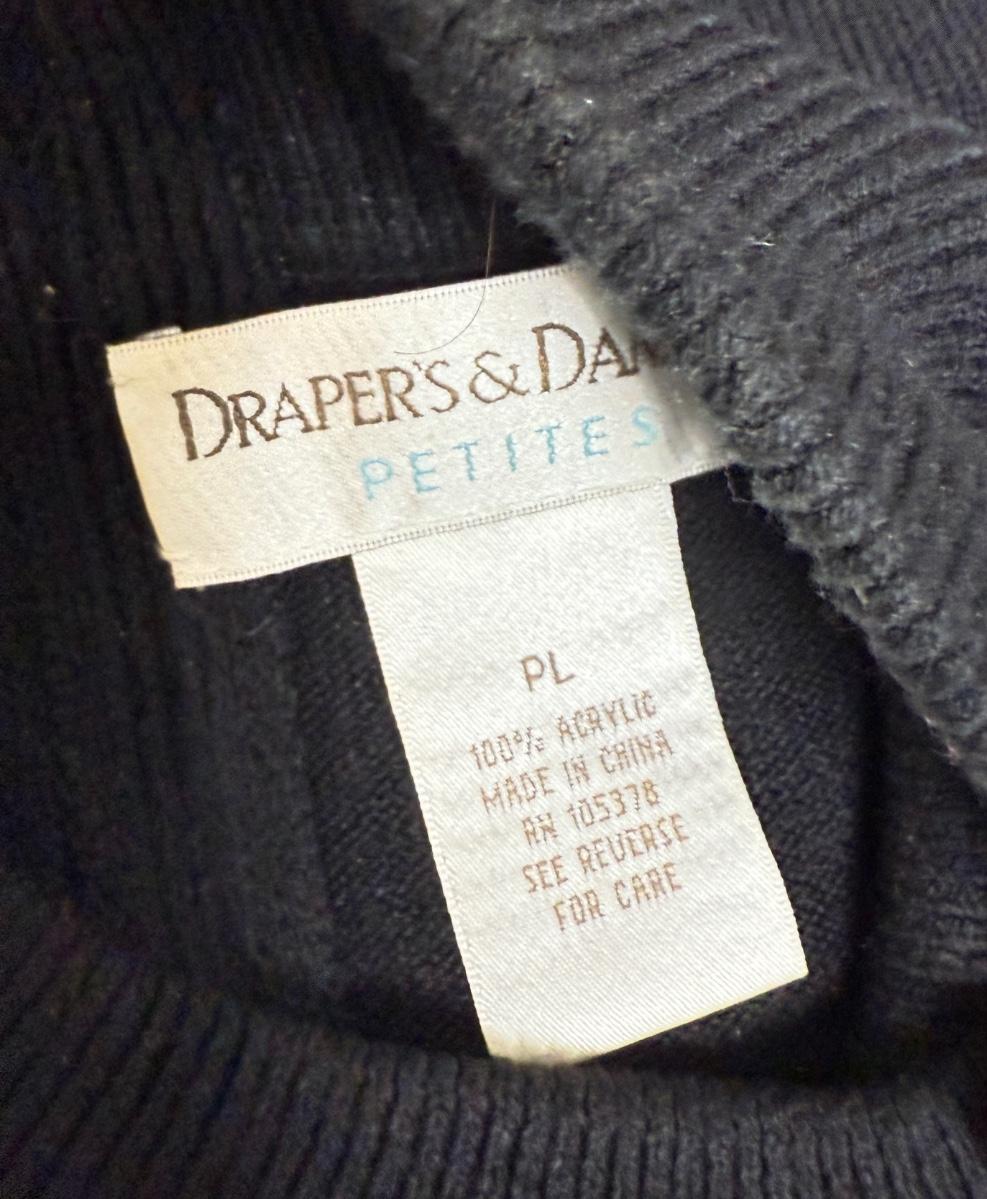 DRAPER'S & DA
PETITES
PL
100% ACRYLIC
MADE IN CHINA
RN 105378
SEE REVERSE
FOR CARE